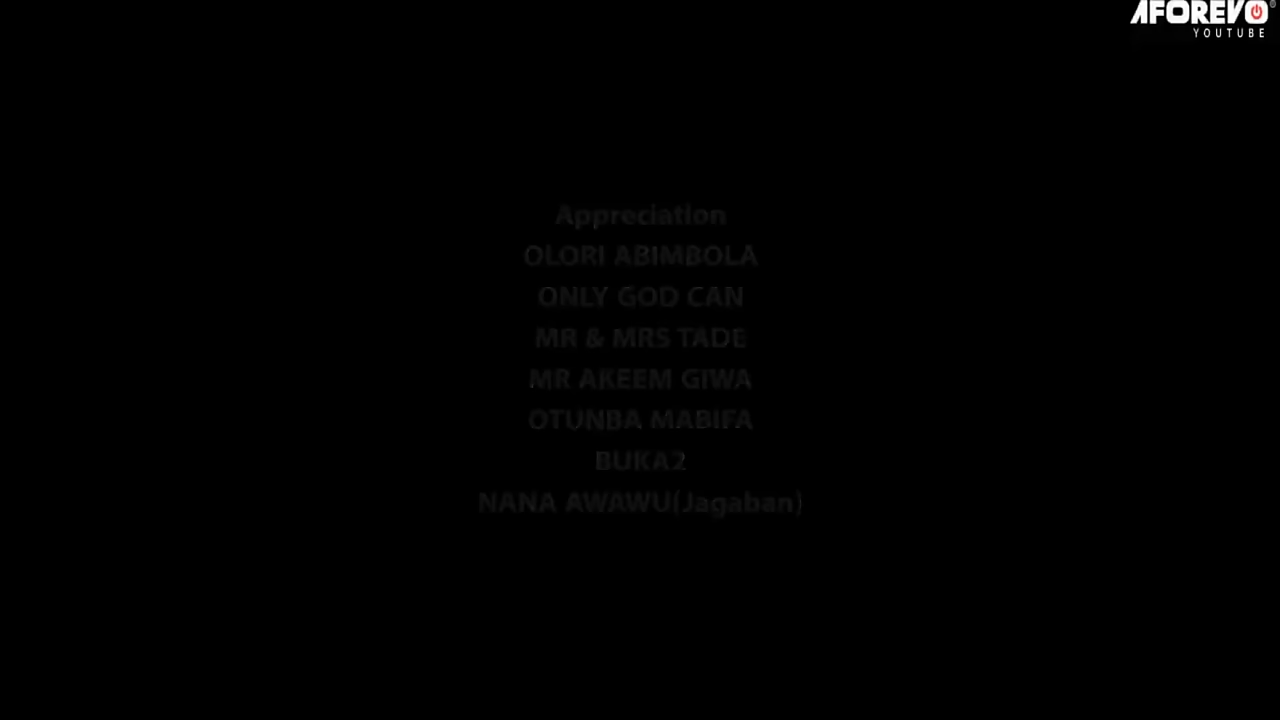 AFOREVO
YOUTUBE
Appreciation
OLORI ABIMBOLA
ONLY GOD CAN
MR & MRS TADE
MR AKEEM GIWA
OTUNBA MABIFA
BUKA2
NANA AWAWU(Jagaban)